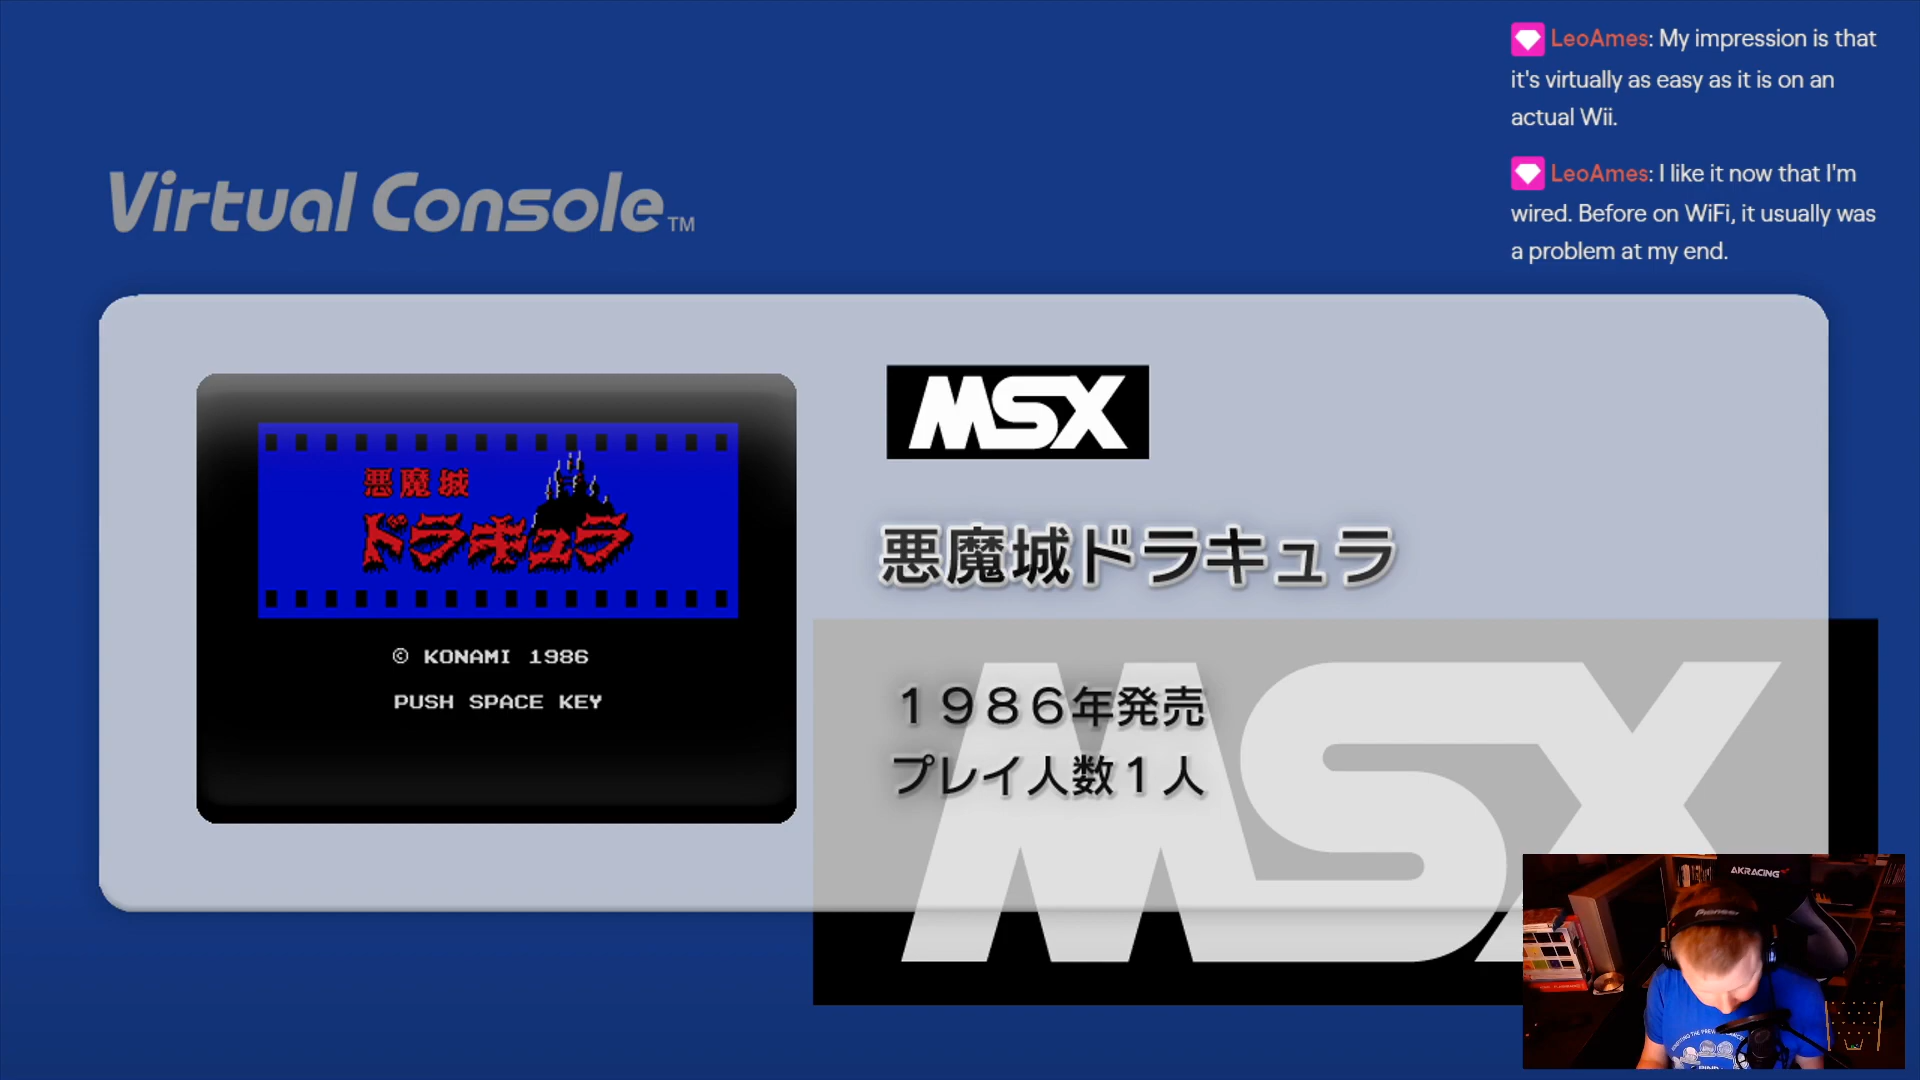 LeoAmes: My impression is that
it's virtually as easy as it is on an
actual Wii.
LeoAmes: I like it now that I'm
wired. Before on WiFi, it usually was
a problem at my end.
Virtual Console™
MSX
悪魔城
ドラキュラ
© KONAMI 1986
PUSH SPACE KEY
悪魔城ドラキュラ
1986年発売
プレイ人数1人
MSX
AKRACING
Pioneer